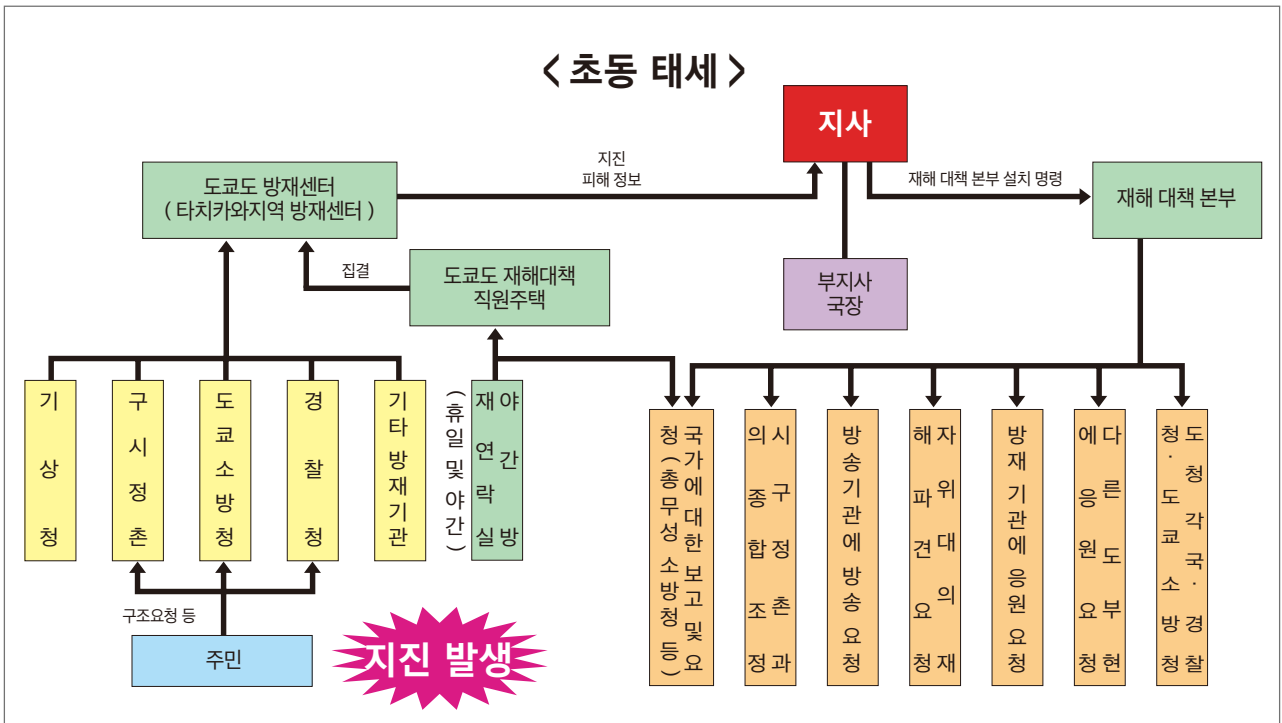 < 초동 태세 >
지사
지진
피해 정보
재해 대책 본부 설치 명령
도쿄도 방재센터
( 타치카와지역 방재센터 )
재해 대책 본부
집결
도쿄도 재해대책
직원주택
부지사
국장
기상청
구시정촌
도쿄소방청
경찰청
기타방재기관
(휴일 및 야간)
야간방
재연락실
국가에대한보고및요
청(총무성소방청등)
시구정촌과
의종합조정
방송기관에 방송 요청
자위대의재
해파견요청
방재 기관에 응원 요청
다른도부현
에응원요청
도청각국·경찰
청·도쿄소방청
구조요청 등
주민
지진 발생